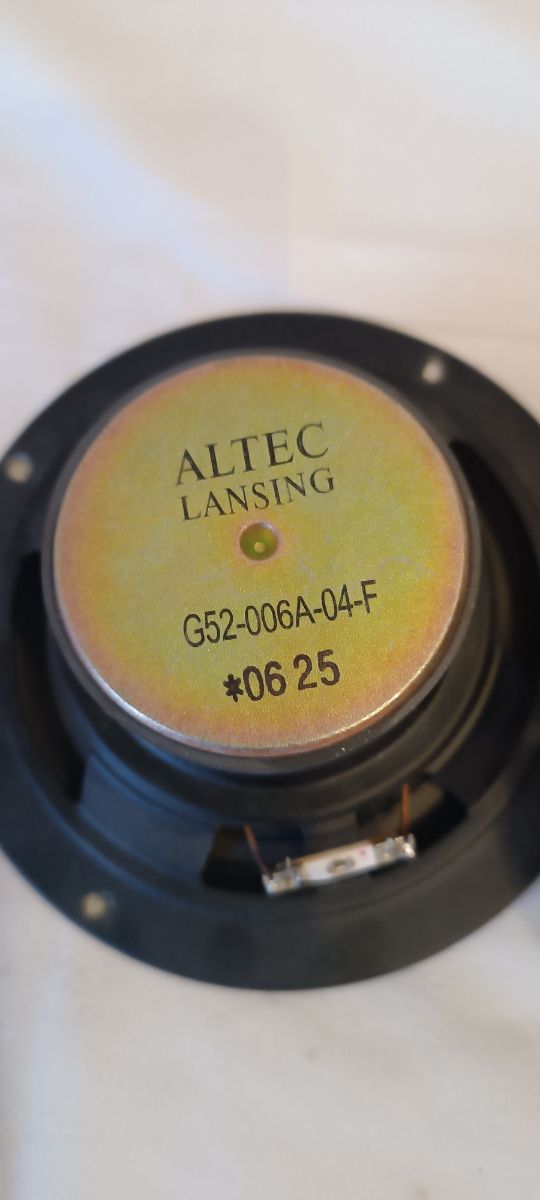 ALTEC
LANSING
G52-006A-04-F
*06 25